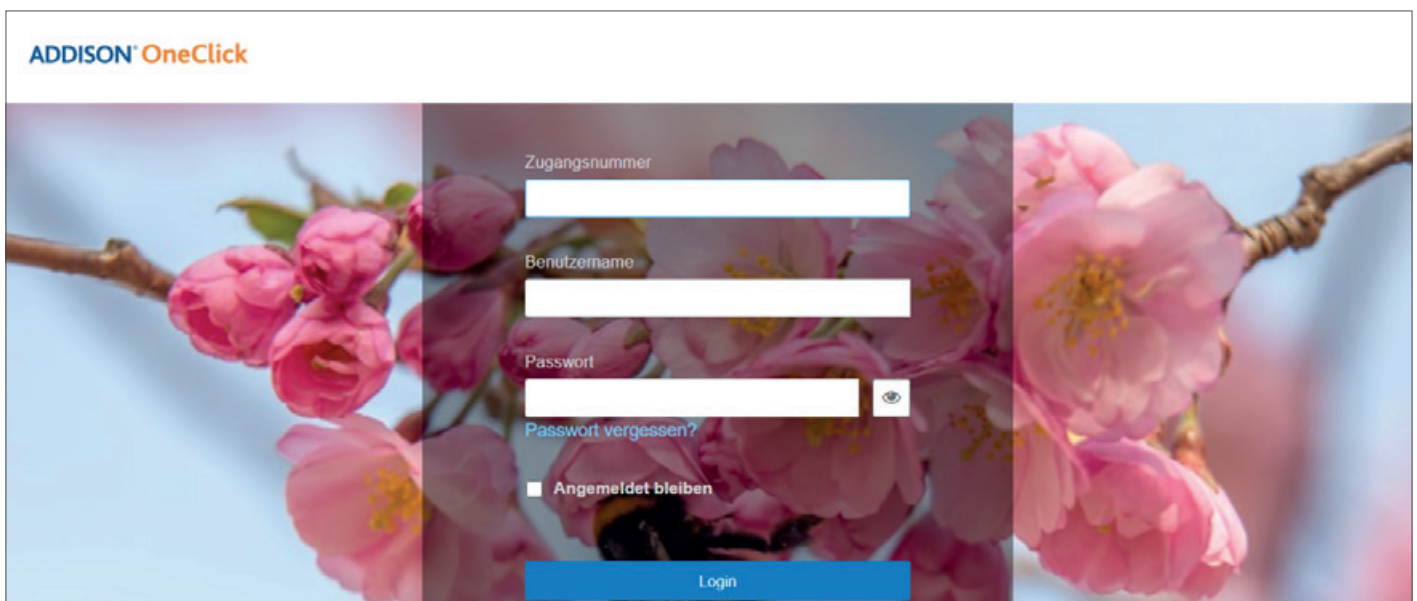 ADDISON® OneClick
Zugangsnummer
Benutzername
Passwort
Passwort vergessen?
Angemeldet bleiben
Login